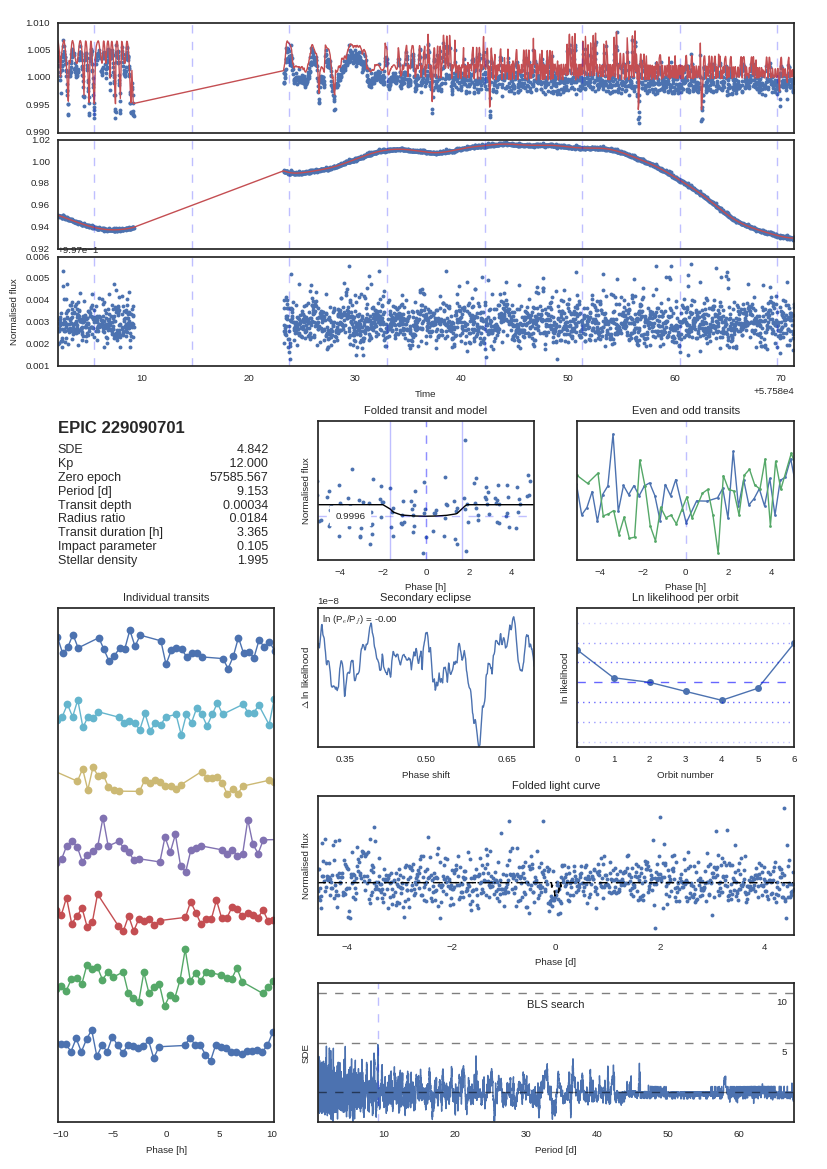 1.010
1.005
1.000
0.995
0.990
1.02
1.00
0.98
0.96
0.94
0.92
+9.97e−1
0.006
0.005
0.004
0.003
0.002
0.001
Normalised flux
10 20 30 40 50 60 70
Time
+5.758e4
EPIC 229090701
SDE 4.842
Kp 12.000
Zero epoch 57585.567
Period [d] 9.153
Transit depth 0.00034
Radius ratio 0.0184
Transit duration [h] 3.365
Impact parameter 0.105
Stellar density 1.995
Folded transit and model
Normalised flux
0.9996
−4 −2 0 2 4
Phase [h]
Even and odd transits
−4 −2 0 2 4
Phase [h]
Individual transits
−10 −5 0 5 10
Phase [h]
Secondary eclipse
1e−8
ln (Pₑ/P𝑓) = -0.00
Δ ln likelihood
0.35 0.50 0.65
Phase shift
Ln likelihood per orbit
ln likelihood
0 1 2 3 4 5 6
Orbit number
Folded light curve
Normalised flux
−4 −2 0 2 4
Phase [d]
BLS search
10
5
SDE
10 20 30 40 50 60
Period [d]